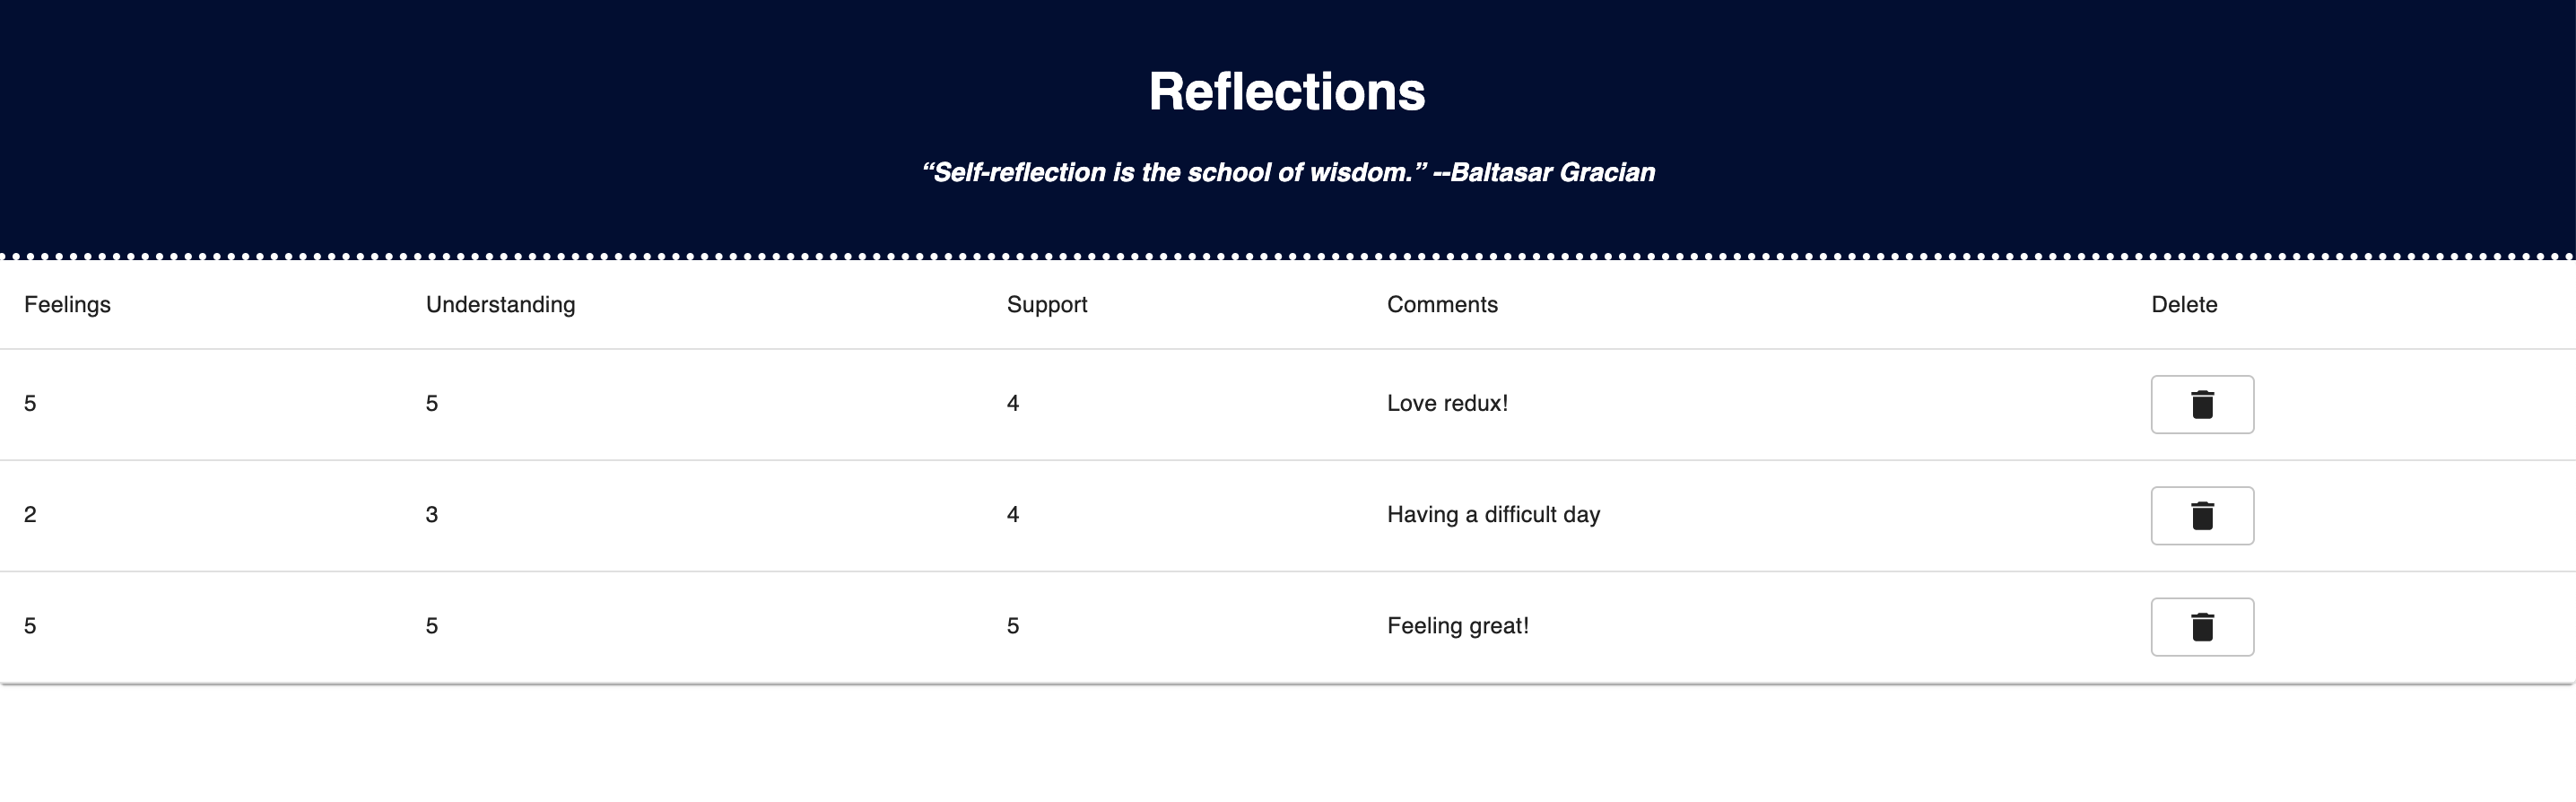 Reflections
“Self-reflection is the school of wisdom.” --Baltasar Gracian
Feelings Understanding Support Comments Delete
5 5 4 Love redux!
2 3 4 Having a difficult day
5 5 5 Feeling great!